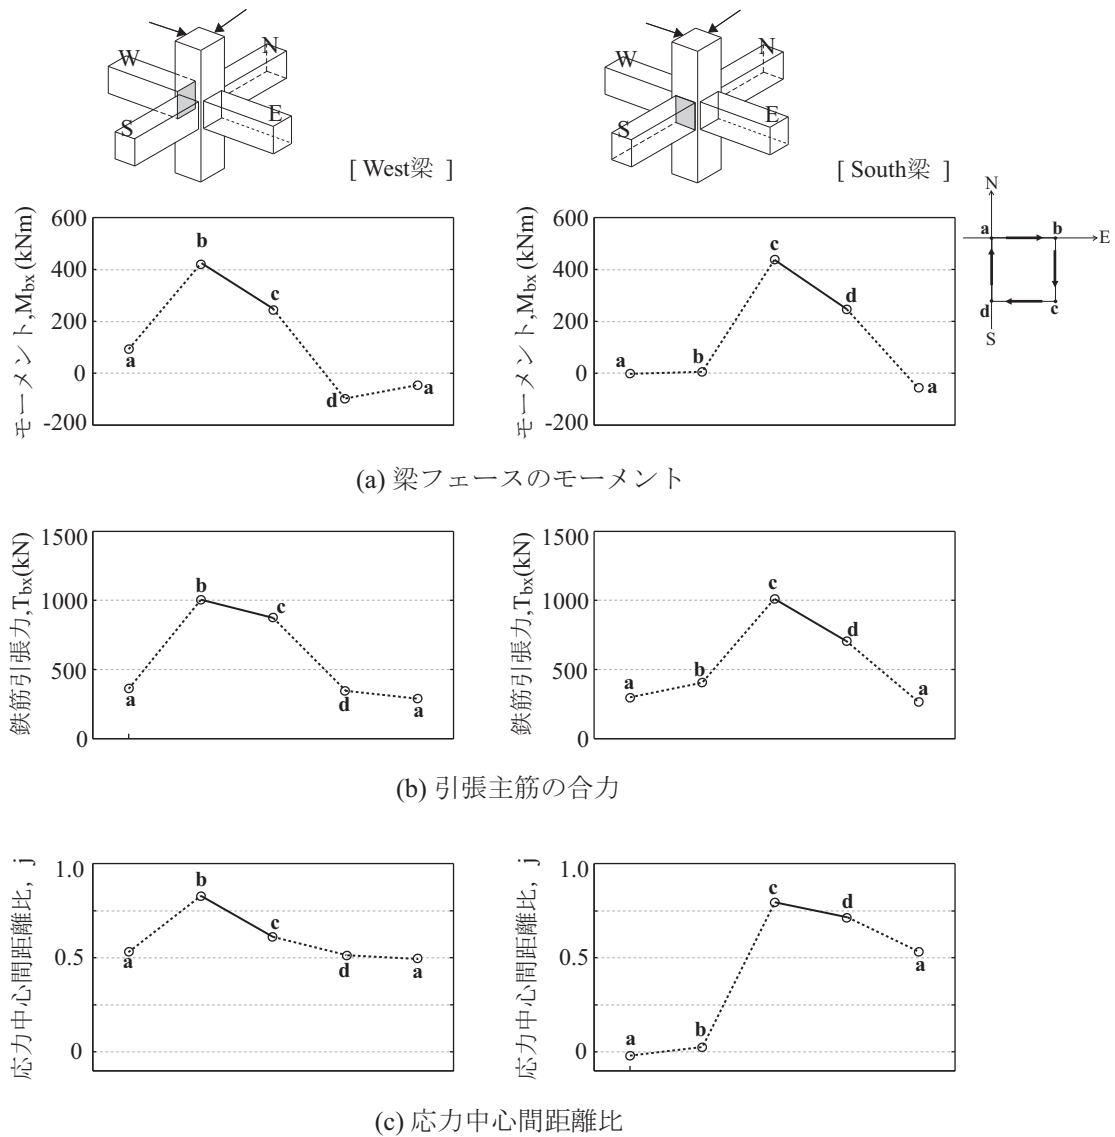 W
N
S
E
[ West梁 ]
W
N
S
E
[ South梁 ]
N
a
b
E
d
c
S
モーメント,Mbx(kNm)
600
400
200
0
-200
a
b
c
d
a
モーメント,Mbx(kNm)
600
400
200
0
-200
a
b
c
d
a
(a) 梁フェースのモーメント
鉄筋引張力,Tbx(kN)
1500
1000
500
0
a
b
c
d
a
鉄筋引張力,Tbx(kN)
1500
1000
500
0
a
b
c
d
a
(b) 引張主筋の合力
応力中心間距離比, j
1.0
0.5
0
a
b
c
d
a
応力中心間距離比, j
1.0
0.5
0
a
b
c
d
a
(c) 応力中心間距離比